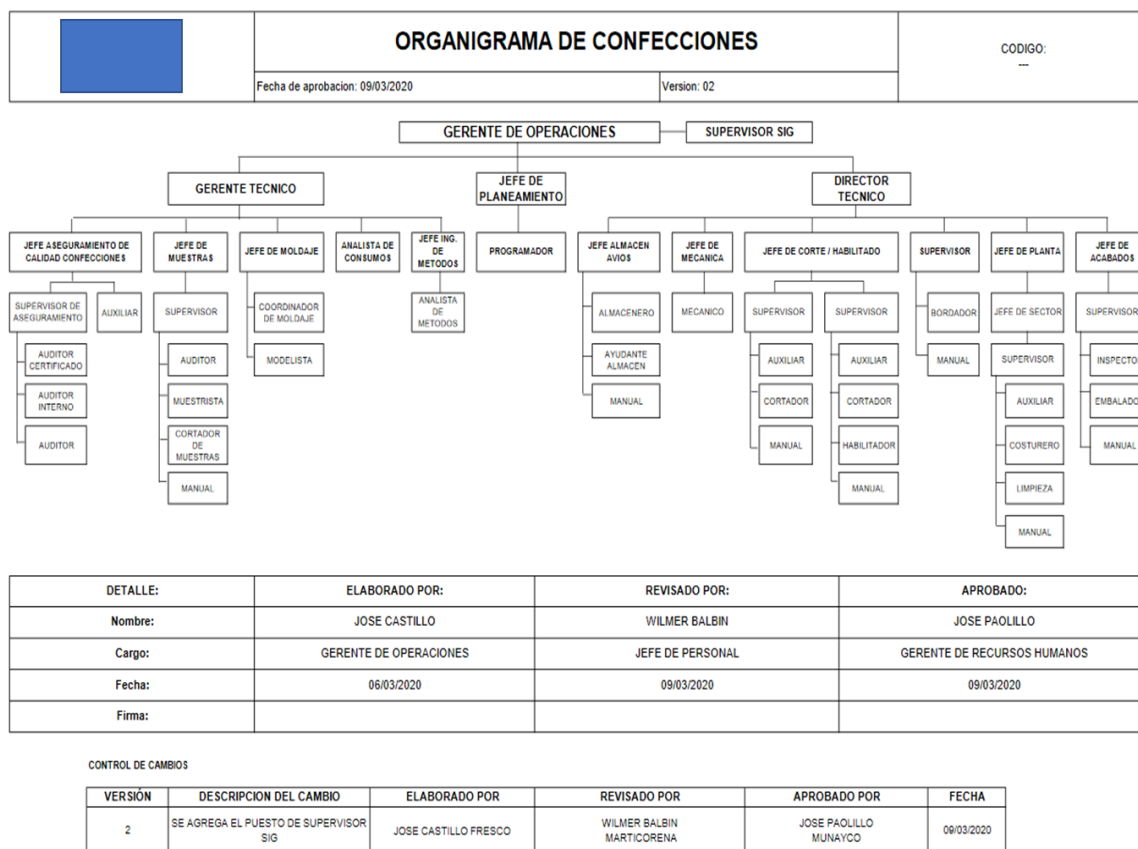 ORGANIGRAMA DE CONFECCIONES
CODIGO:
---
Fecha de aprobacion: 09/03/2020
Version: 02
GERENTE DE OPERACIONES
SUPERVISOR SIG
GERENTE TECNICO
JEFE DE
PLANEAMIENTO
DIRECTOR
TECNICO
JEFE ASEGURAMIENTO DE
CALIDAD CONFECCIONES
JEFE DE
MUESTRAS
JEFE DE MOLDAJE
ANALISTA DE
CONSUMOS
JEFE ING.
DE
METODOS
PROGRAMADOR
JEFE ALMACEN
AVIOS
JEFE DE
MECANICA
JEFE DE CORTE / HABILITADO
SUPERVISOR
JEFE DE PLANTA
JEFE DE
ACABADOS
SUPERVISOR DE
ASEGURAMIENTO
AUXILIAR
SUPERVISOR
COORDINADOR
DE MOLDAJE
ANALISTA
DE
METODOS
ALMACENERO
MECANICO
SUPERVISOR
SUPERVISOR
BORDADOR
JEFE DE SECTOR
SUPERVISOR
AUDITOR
CERTIFICADO
AUDITOR
MODELISTA
AYUDANTE
ALMACEN
AUXILIAR
AUXILIAR
MANUAL
SUPERVISOR
INSPECTO
AUDITOR
INTERNO
MUESTRISTA
MANUAL
CORTADOR
CORTADOR
AUXILIAR
EMBALADO
AUDITOR
CORTADOR
DE
MUESTRAS
MANUAL
HABILITADOR
COSTURERO
MANUAL
MANUAL
MANUAL
LIMPIEZA
MANUAL
DETALLE:
ELABORADO POR:
REVISADO POR:
APROBADO:
Nombre:
JOSE CASTILLO
WILMER BALBIN
JOSE PAOLILLO
Cargo:
GERENTE DE OPERACIONES
JEFE DE PERSONAL
GERENTE DE RECURSOS HUMANOS
Fecha:
06/03/2020
09/03/2020
09/03/2020
Firma:
CONTROL DE CAMBIOS
VERSIÓN
DESCRIPCION DEL CAMBIO
ELABORADO POR
REVISADO POR
APROBADO POR
FECHA
2
SE AGREGA EL PUESTO DE SUPERVISOR
SIG
JOSE CASTILLO FRESCO
WILMER BALBIN
MARTICORENA
JOSE PAOLILLO
MUNAYCO
09/03/2020